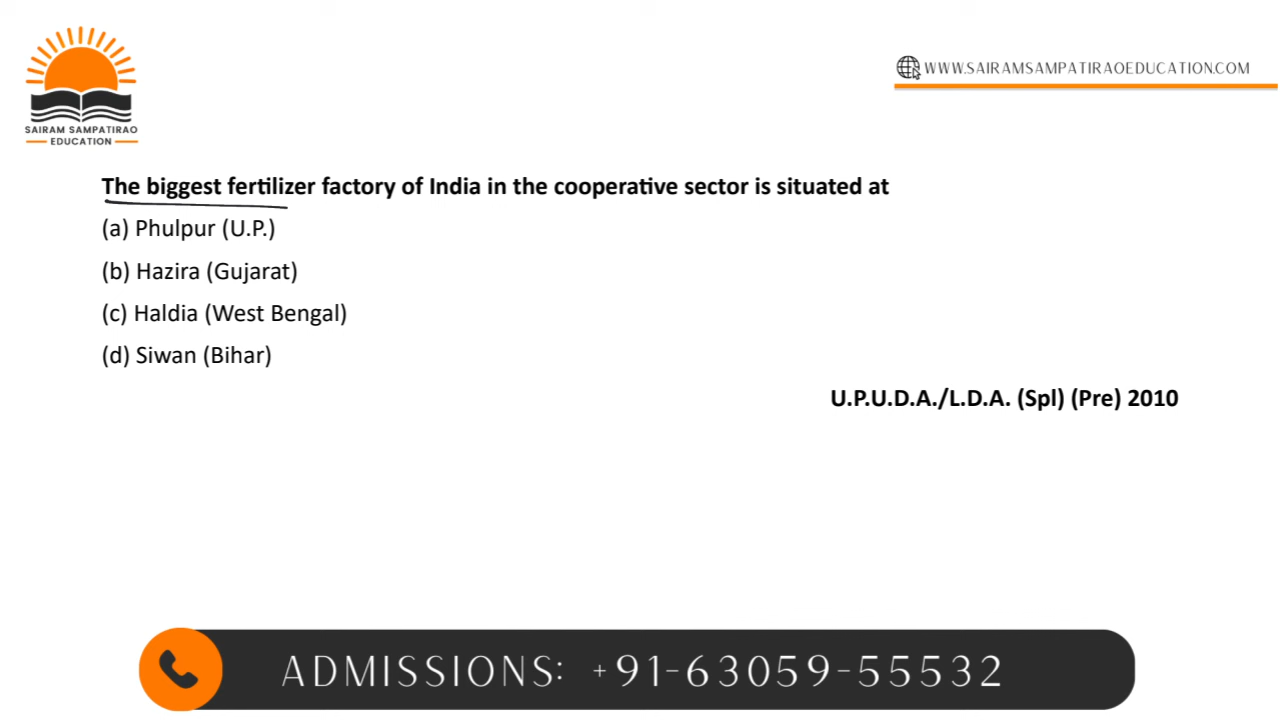 SAIRAM SAMPATIRAO
EDUCATION
WWW.SAIRAMSAMPATIRAOEDUCATION.COM
The biggest fertilizer factory of India in the cooperative sector is situated at
(a) Phulpur (U.P.)
(b) Hazira (Gujarat)
(c) Haldia (West Bengal)
(d) Siwan (Bihar)
U.P.U.D.A./L.D.A. (Spl) (Pre) 2010
ADMISSIONS: +91-63059-55532